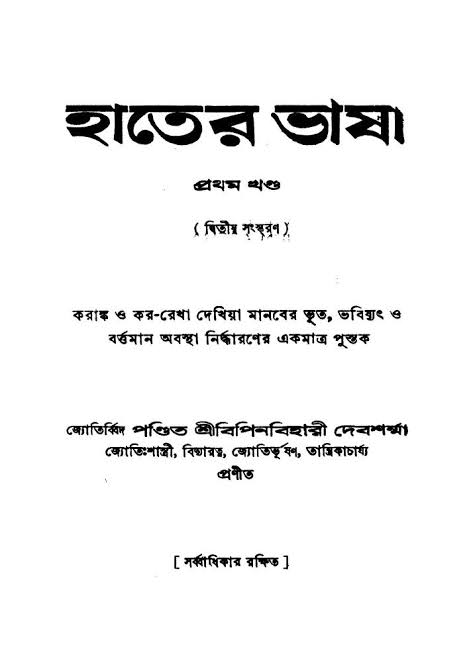 হাতের ভাষা
প্রথম খণ্ড
( দ্বিতীয় সংস্করণ )
করাঙ্ক ও কর-রেখা দেখিয়া মানবের ভূত, ভবিষ্যৎ ও
বর্ত্তমান অবস্থা নির্দ্ধারণের একমাত্র পুস্তক
জ্যোতির্ব্বিদ পণ্ডিত শ্রীবিপিনবিহারী দেবশর্ম্মা
জ্যোতিঃশাস্ত্রী, বিদ্যারত্ন, জ্যোতির্ভূষণ, তান্ত্রিকাচার্য্য
প্রণীত
[ সর্ব্বাধিকার রক্ষিত ]